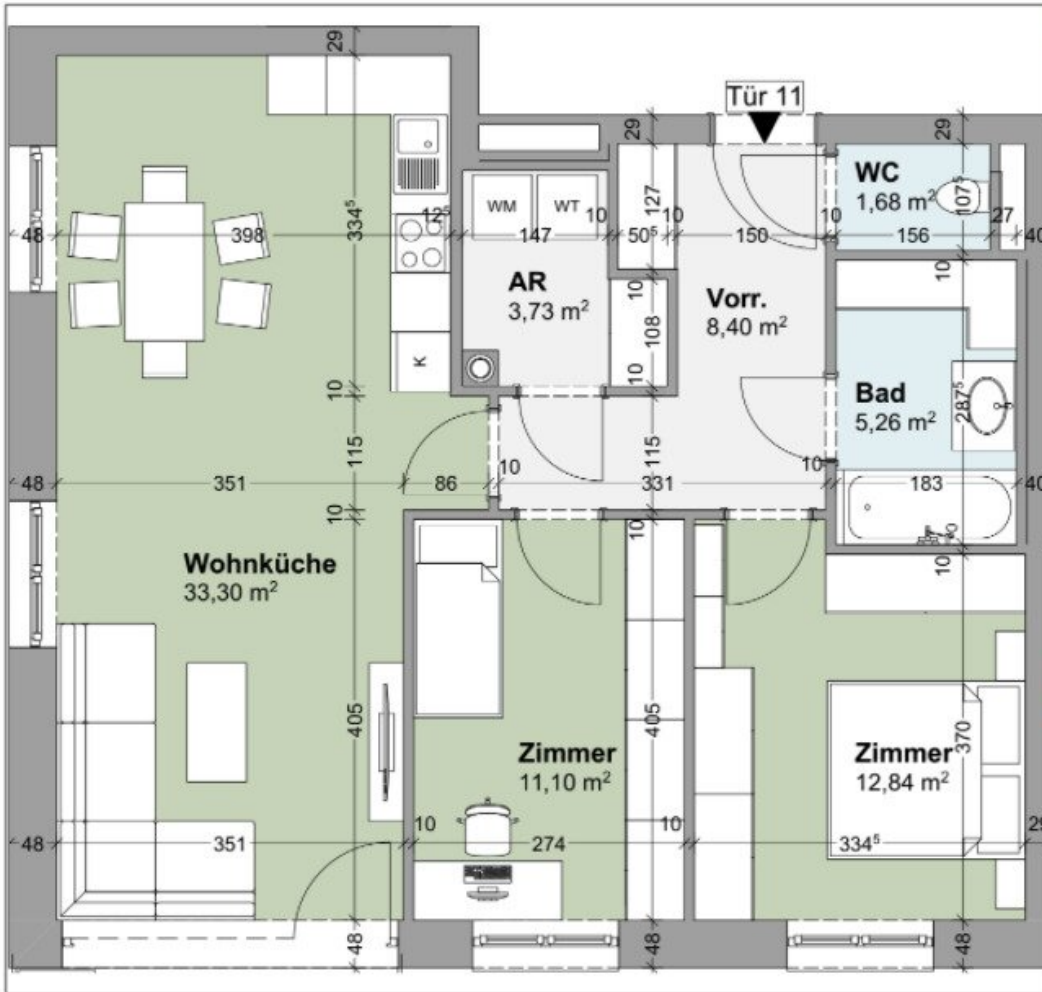 29
Tür 11
29
29
WC
1,68 m²
107⁵
WM
WT
127
334⁵
12⁵
10
10
10
27
48
398
147
50⁵
150
156
40
AR
3,73 m²
10
108
10
Vorr.
8,40 m²
10
K
10
Bad
5,26 m²
287⁵
115
115
10
10
48
351
86
331
183
40
10
10
10
Wohnküche
33,30 m²
405
405
370
Zimmer
11,10 m²
Zimmer
12,84 m²
10
10
29
48
351
274
334⁵
48
48
48